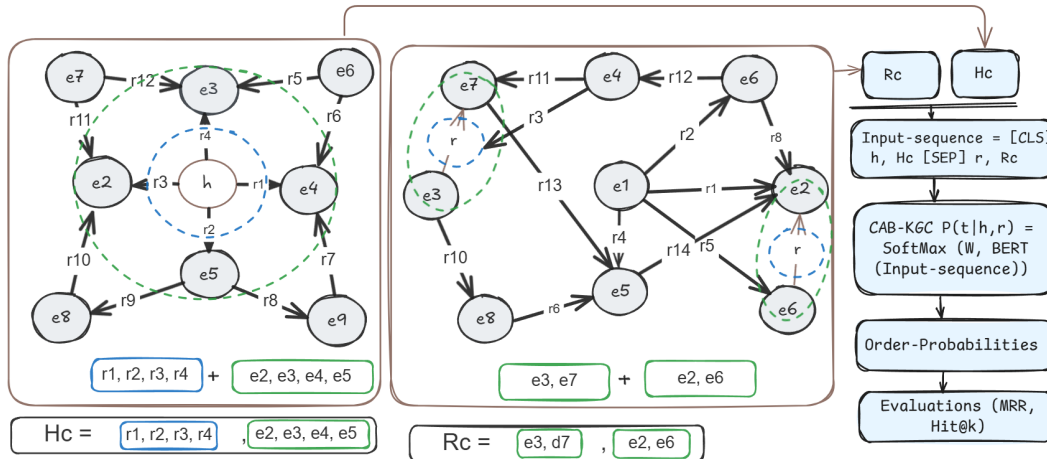 e7
r12
e3
r5
e6
r11
r4
r6
e2
r3
h
r1
e4
r2
r10
e5
r7
r9
r8
e8
e9
r1, r2, r3, r4 + e2, e3, e4, e5
Hc = r1, r2, r3, r4 , e2, e3, e4, e5
e7
r11
e4
r12
e6
r3
r
r2
r8
e3
r13
e1
r1
e2
r10
r4
r14
r5
r
e8
r6
e5
e6
e3, e7 + e2, e6
Rc = e3, d7 , e2, e6
Rc
Hc
Input-sequence = [CLS]
h, Hc [SEP] r, Rc
CAB-KGC P(t|h,r) =
SoftMax (W, BERT
(Input-sequence))
Order-Probabilities
Evaluations (MRR,
Hit@k)